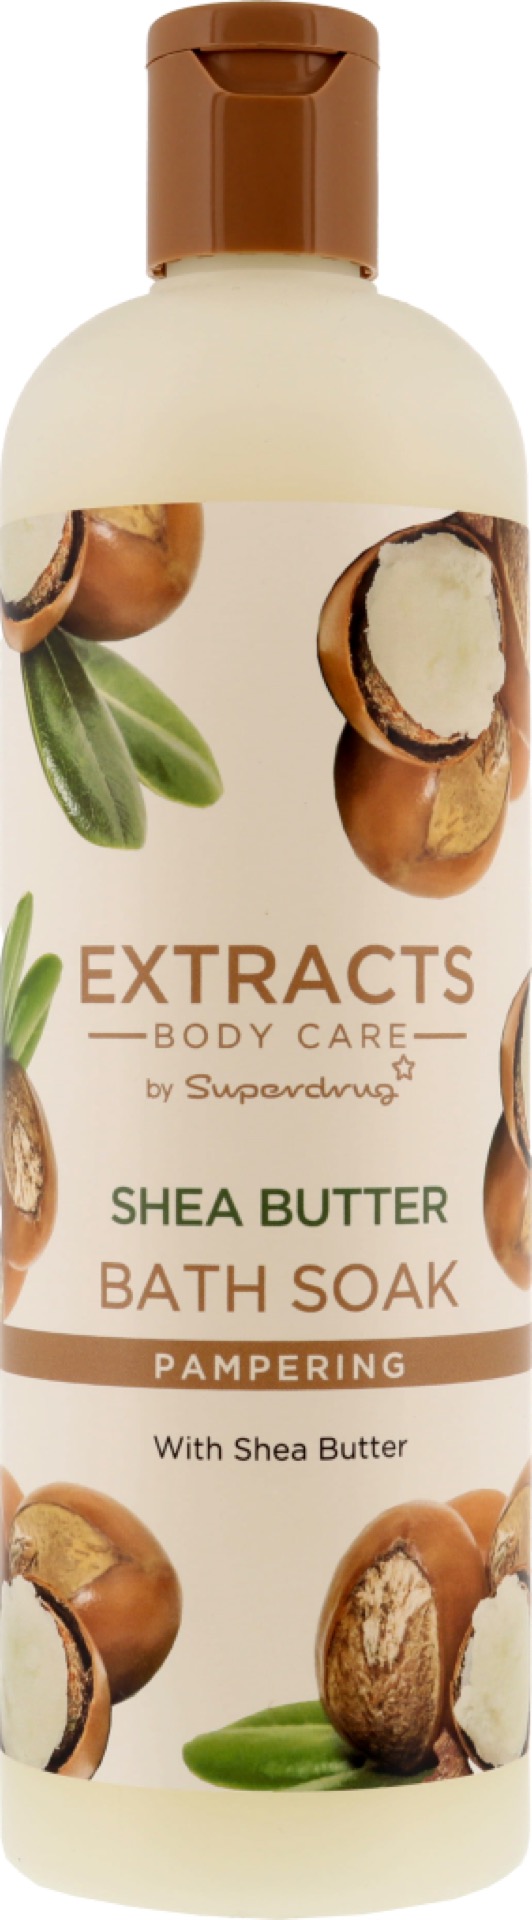 EXTRACTS
BODY CARE
by Superdrug
SHEA BUTTER
BATH SOAK
PAMPERING
With Shea Butter